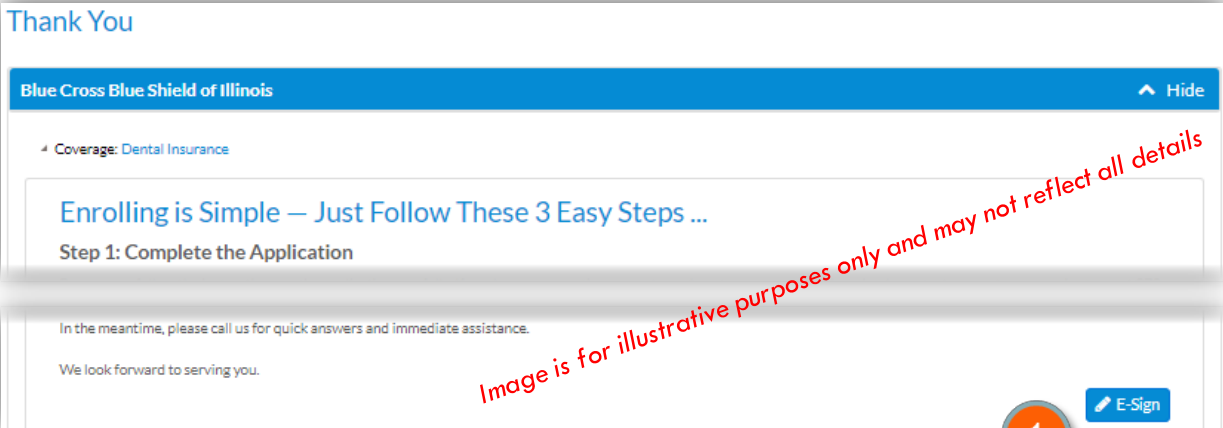 Thank You
Blue Cross Blue Shield of Illinois
Hide
Coverage: Dental Insurance
Enrolling is Simple — Just Follow These 3 Easy Steps ...
Step 1: Complete the Application
Image is for illustrative purposes only and may not reflect all details
In the meantime, please call us for quick answers and immediate assistance.
We look forward to serving you.
E-Sign